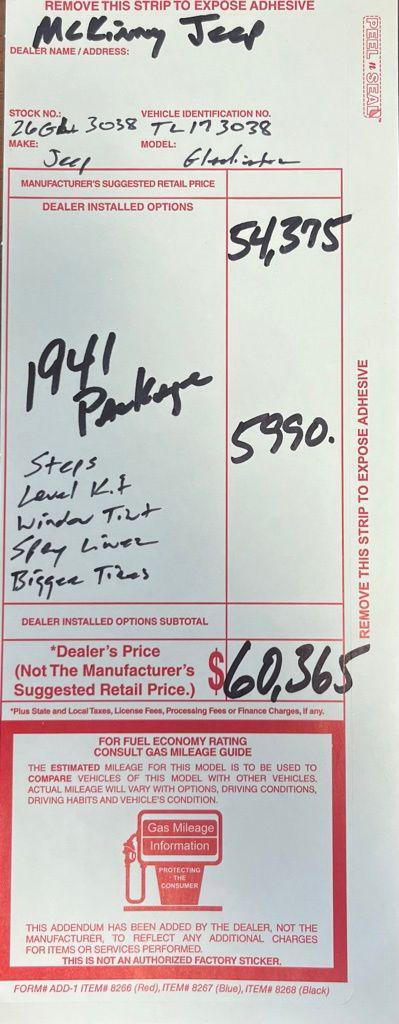 REMOVE THIS STRIP TO EXPOSE ADHESIVE
McKinny Jeep
DEALER NAME / ADDRESS:
PEEL n' SEAL
STOCK NO.: VEHICLE IDENTIFICATION NO.
3038 TL173038
MAKE: MODEL:
Jeep
MANUFACTURER'S SUGGESTED RETAIL PRICE
DEALER INSTALLED OPTIONS
54,375
1941
Package
5990.
Steps
Level Kit
Window Tint
Spray Liner
Bigger Tires
REMOVE THIS STRIP TO EXPOSE ADHESIVE
DEALER INSTALLED OPTIONS SUBTOTAL
*Dealer's Price
(Not The Manufacturer's
Suggested Retail Price.) $60,365
*Plus State and Local Taxes, License Fees, Processing Fees or Finance Charges, if any.
FOR FUEL ECONOMY RATING
CONSULT GAS MILEAGE GUIDE
THE ESTIMATED MILEAGE FOR THIS MODEL IS TO BE USED TO
COMPARE VEHICLES OF THIS MODEL WITH OTHER VEHICLES.
ACTUAL MILEAGE WILL VARY WITH OPTIONS, DRIVING CONDITIONS,
DRIVING HABITS AND VEHICLE'S CONDITION.
Gas Mileage
Information
PROTECTING
THE
CONSUMER
THIS ADDENDUM HAS BEEN ADDED BY THE DEALER, NOT THE
MANUFACTURER, TO REFLECT ANY ADDITIONAL CHARGES
FOR ITEMS OR SERVICES PERFORMED.
THIS IS NOT AN AUTHORIZED FACTORY STICKER.
FORM# ADD-1 ITEM# 8266 (Red), ITEM# 8267 (Blue), ITEM# 8268 (Black)